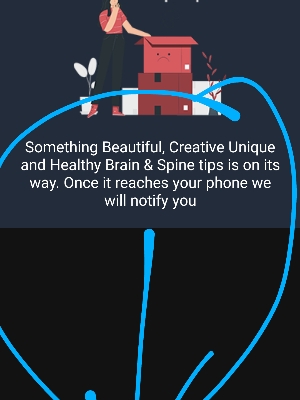 Something Beautiful, Creative Unique
and Healthy Brain & Spine tips is on its
way. Once it reaches your phone we
will notify you